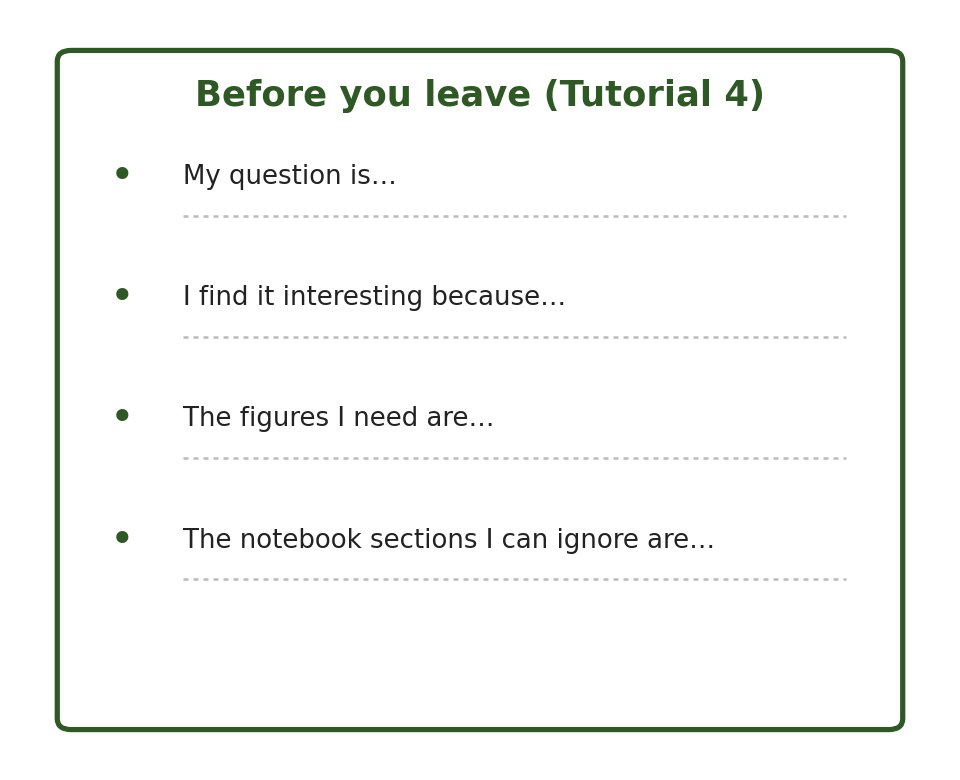 Before you leave (Tutorial 4)
• My question is…
• I find it interesting because…
• The figures I need are…
• The notebook sections I can ignore are…